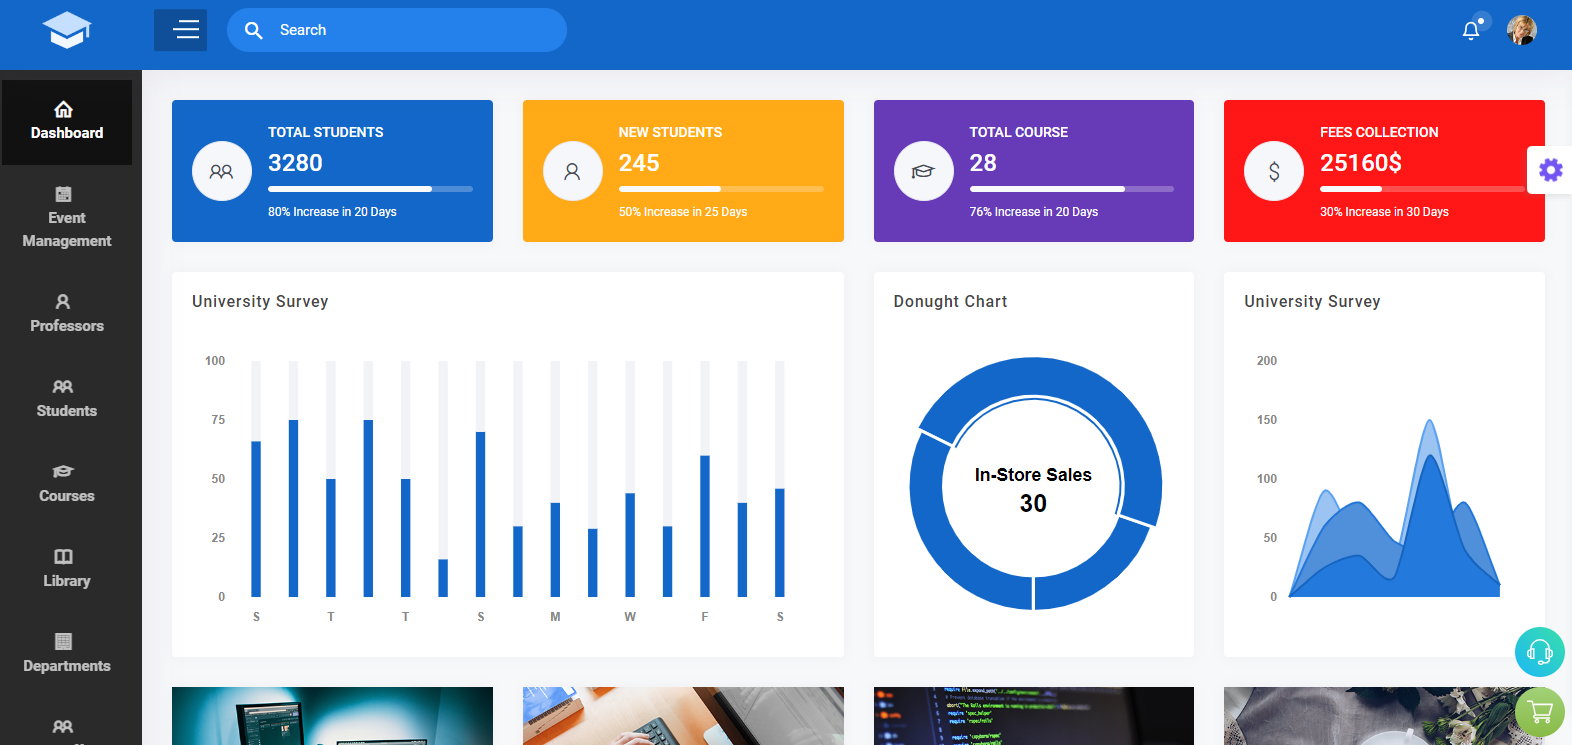 Search
Dashboard
Event
Management
Professors
Students
Courses
Library
Departments
TOTAL STUDENTS
3280
80% Increase in 20 Days
NEW STUDENTS
245
50% Increase in 25 Days
TOTAL COURSE
28
76% Increase in 20 Days
FEES COLLECTION
25160$
30% Increase in 30 Days
University Survey
100
75
50
25
0
S T T S M W F S
Donught Chart
In-Store Sales
30
University Survey
200
150
100
50
0